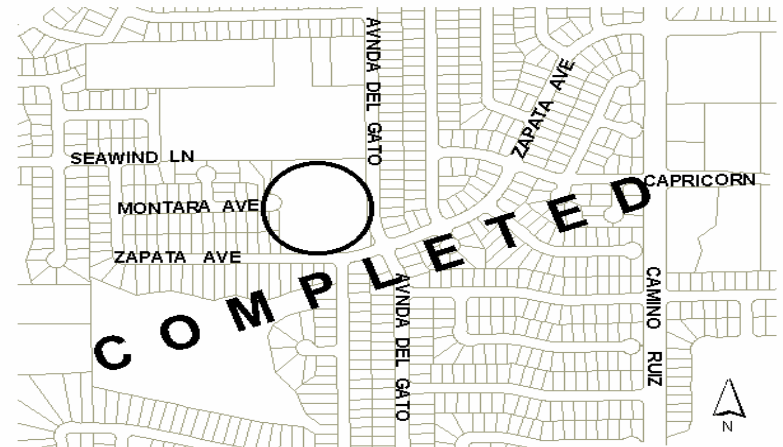 AVNDA DEL GATO
ZAPATA AVE
SEAWIND LN
CAPRICORN
MONTARA AVE
ZAPATA AVE
COMPLETED
AVNDA DEL GATO
CAMINO RUIZ
N